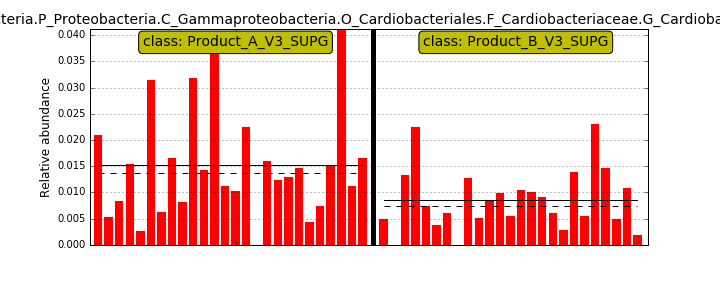 cteria.P_Proteobacteria.C_Gammaproteobacteria.O_Cardiobacteriales.F_Cardiobacteriaceae.G_Cardioba
class: Product_A_V3_SUPG
class: Product_B_V3_SUPG
Relative abundance
0.040
0.035
0.030
0.025
0.020
0.015
0.010
0.005
0.000